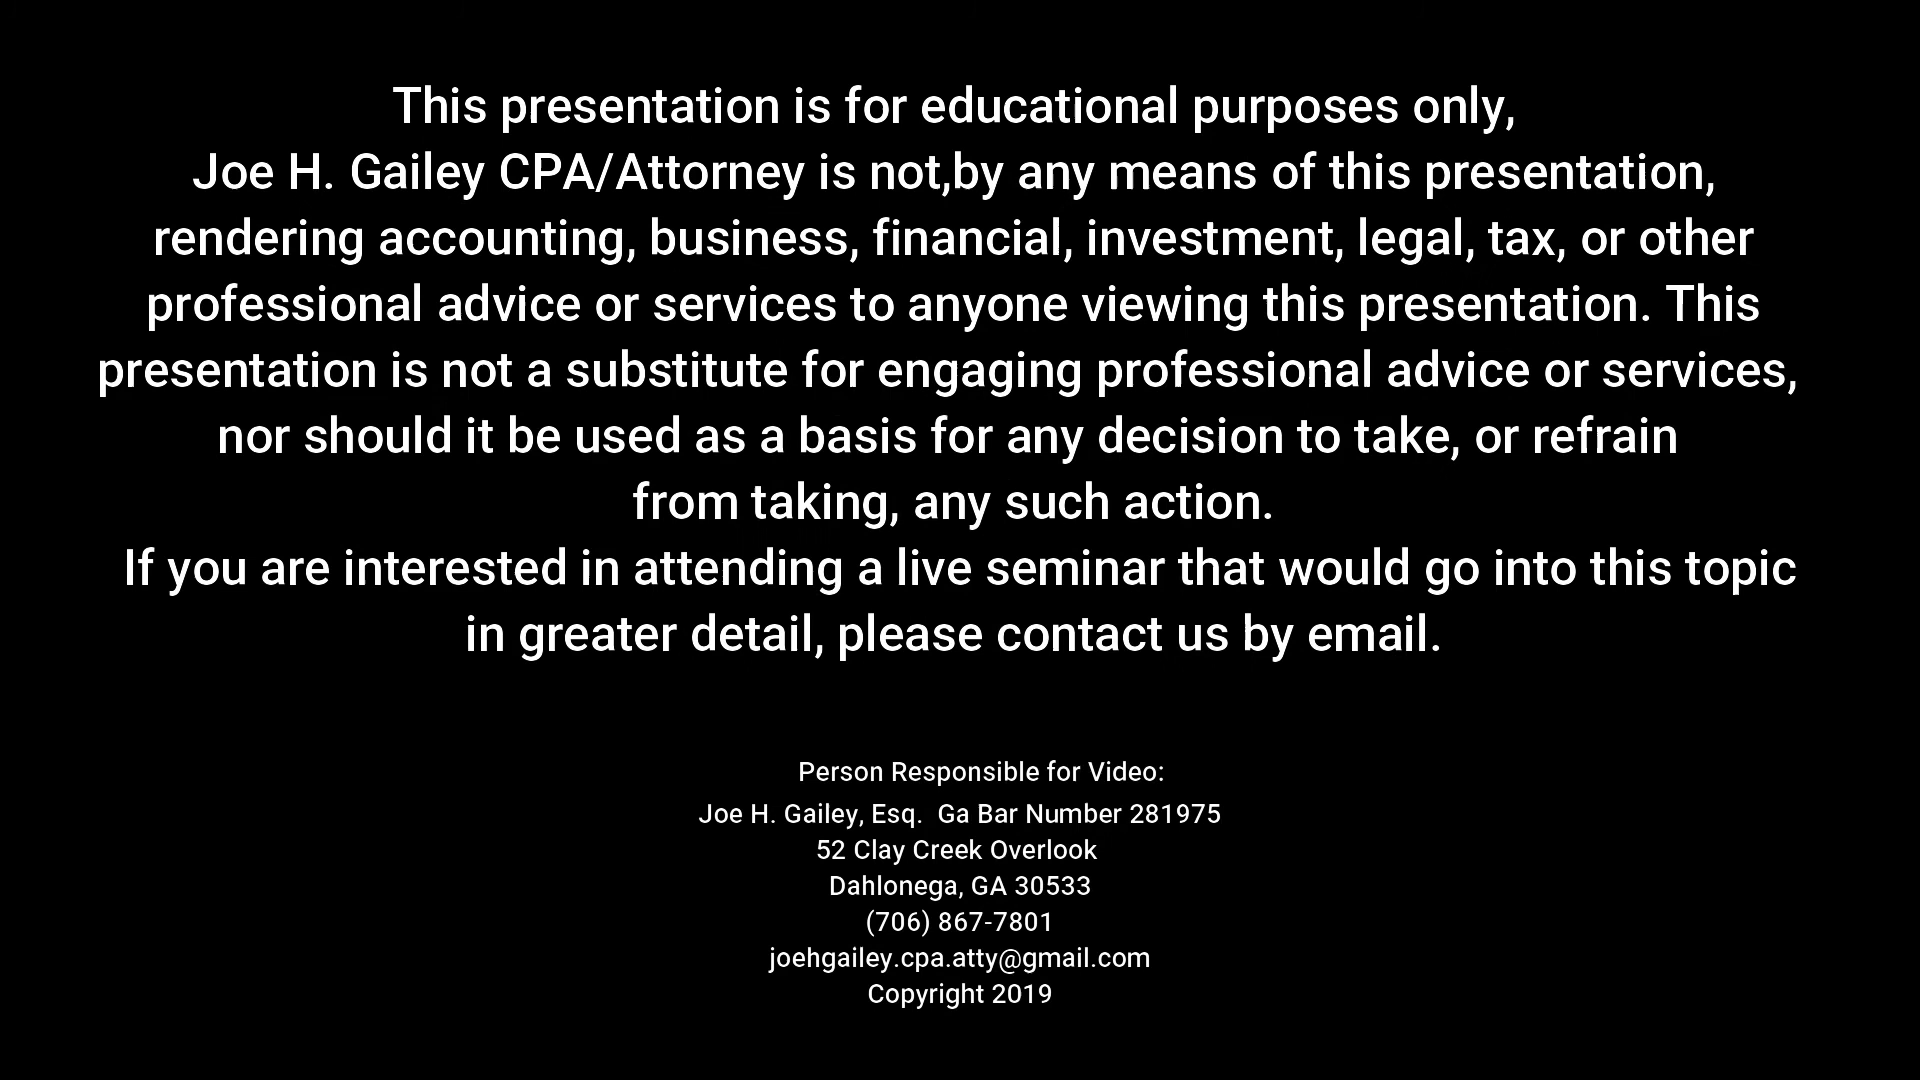 This presentation is for educational purposes only,
Joe H. Gailey CPA/Attorney is not,by any means of this presentation,
rendering accounting, business, financial, investment, legal, tax, or other
professional advice or services to anyone viewing this presentation. This
presentation is not a substitute for engaging professional advice or services,
nor should it be used as a basis for any decision to take, or refrain
from taking, any such action.
If you are interested in attending a live seminar that would go into this topic
in greater detail, please contact us by email.
Person Responsible for Video:
Joe H. Gailey, Esq.  Ga Bar Number 281975
52 Clay Creek Overlook
Dahlonega, GA 30533
(706) 867-7801
joehgailey.cpa.atty@gmail.com
Copyright 2019